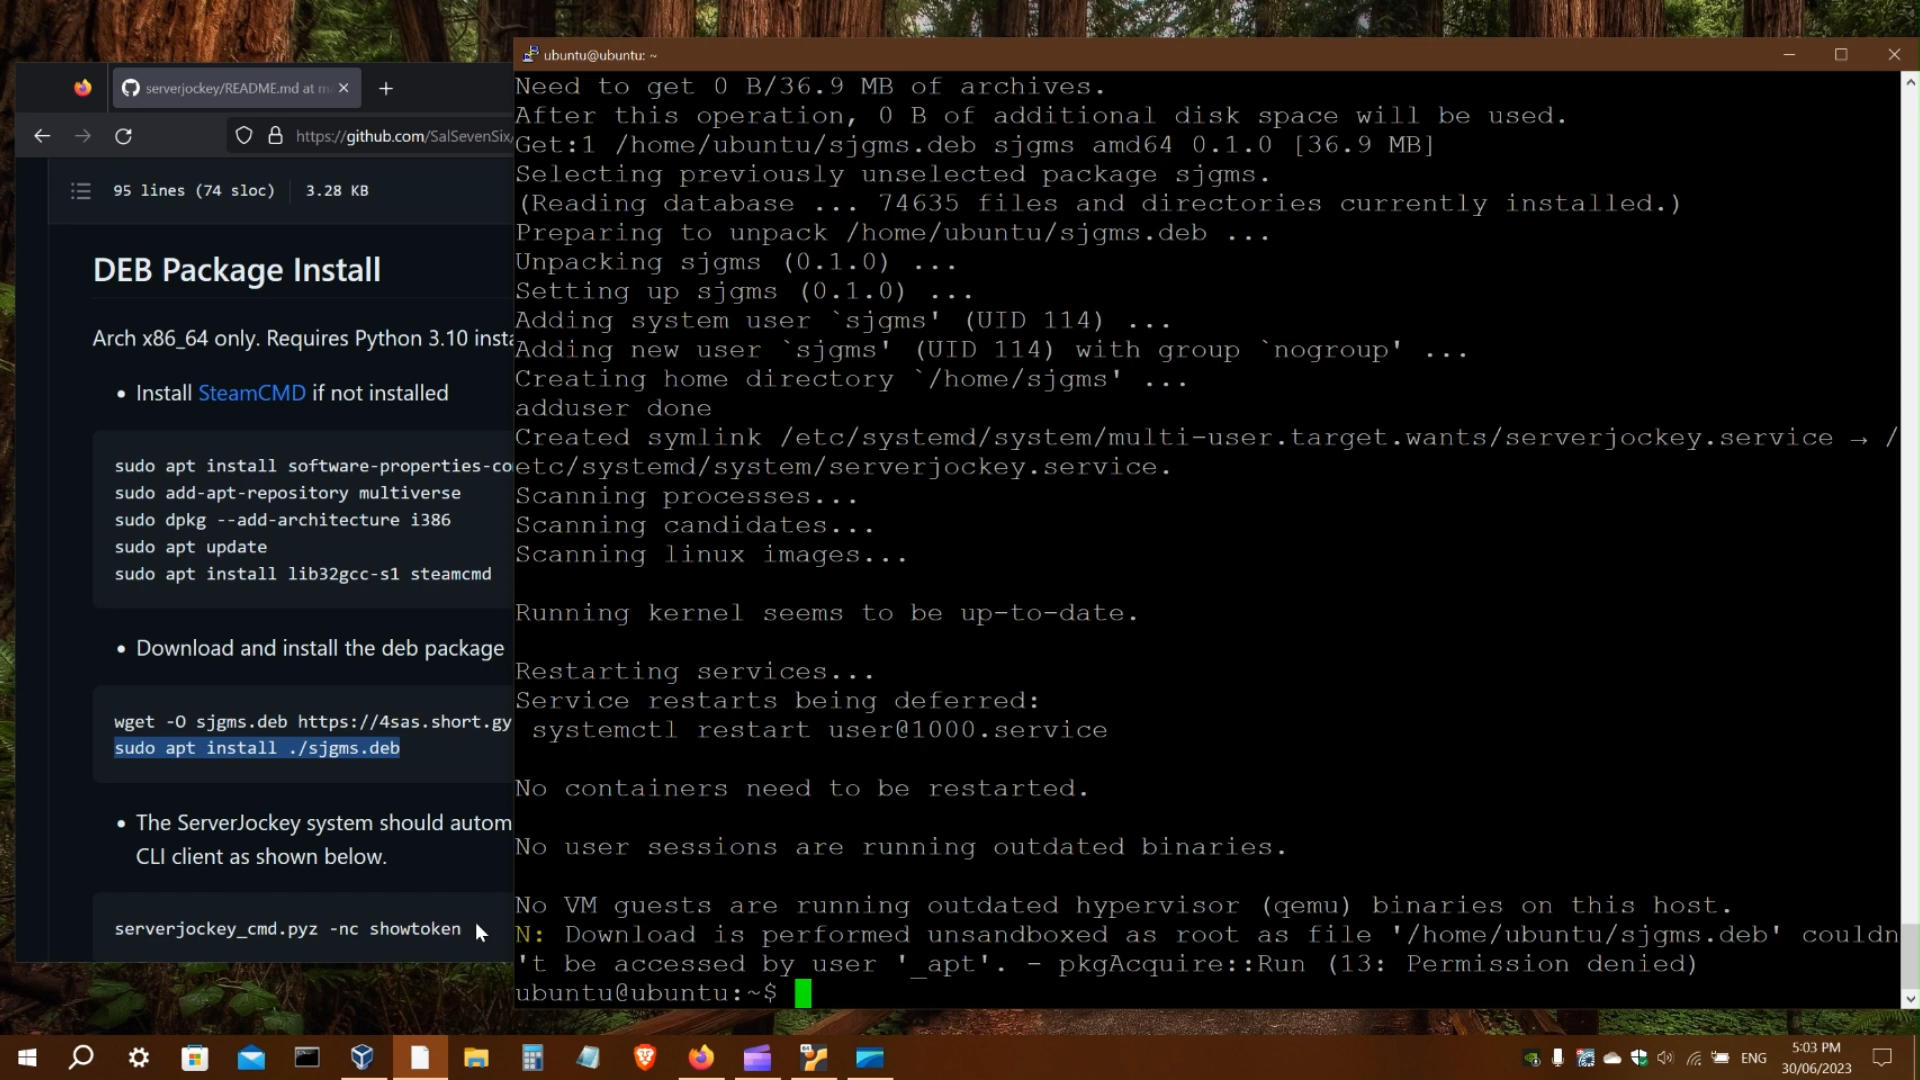 ubuntu@ubuntu: ~
serverjockey/README.md at m
https://github.com/SalSevenSix/
95 lines (74 sloc)
3.28 KB
DEB Package Install
Arch x86_64 only. Requires Python 3.10 insta
• Install SteamCMD if not installed
sudo apt install software-properties-co
sudo add-apt-repository multiverse
sudo dpkg --add-architecture i386
sudo apt update
sudo apt install lib32gcc-s1 steamcmd
• Download and install the deb package
wget -O sjgms.deb https://4sas.short.gy
sudo apt install ./sjgms.deb
• The ServerJockey system should autom
CLI client as shown below.
serverjockey_cmd.pyz -nc showtoken
Need to get 0 B/36.9 MB of archives.
After this operation, 0 B of additional disk space will be used.
Get:1 /home/ubuntu/sjgms.deb sjgms amd64 0.1.0 [36.9 MB]
Selecting previously unselected package sjgms.
(Reading database ... 74635 files and directories currently installed.)
Preparing to unpack /home/ubuntu/sjgms.deb ...
Unpacking sjgms (0.1.0) ...
Setting up sjgms (0.1.0) ...
Adding system user `sjgms' (UID 114) ...
Adding new user `sjgms' (UID 114) with group `nogroup' ...
Creating home directory `/home/sjgms' ...
adduser done
Created symlink /etc/systemd/system/multi-user.target.wants/serverjockey.service → /
etc/systemd/system/serverjockey.service.
Scanning processes...
Scanning candidates...
Scanning linux images...
Running kernel seems to be up-to-date.
Restarting services...
Service restarts being deferred:
systemctl restart user@1000.service
No containers need to be restarted.
No user sessions are running outdated binaries.
No VM guests are running outdated hypervisor (qemu) binaries on this host.
N: Download is performed unsandboxed as root as file '/home/ubuntu/sjgms.deb' couldn
't be accessed by user '_apt'. - pkgAcquire::Run (13: Permission denied)
ubuntu@ubuntu:~$
ENG
5:03 PM
30/06/2023